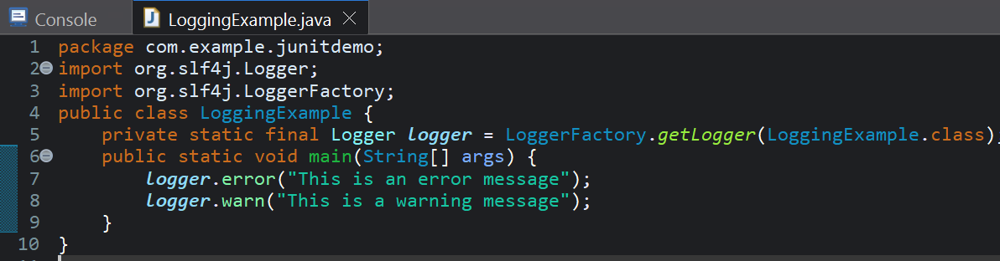 Console LoggingExample.java
1 package com.example.junitdemo;
2 import org.slf4j.Logger;
3 import org.slf4j.LoggerFactory;
4 public class LoggingExample {
5     private static final Logger logger = LoggerFactory.getLogger(LoggingExample.class);
6     public static void main(String[] args) {
7         logger.error("This is an error message");
8         logger.warn("This is a warning message");
9     }
10 }